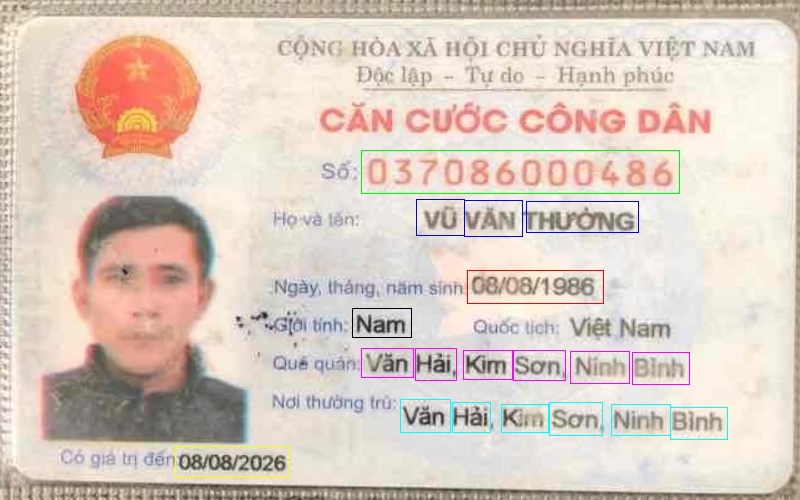 CỘNG HÒA XÃ HỘI CHỦ NGHĨA VIỆT NAM
Độc lập - Tự do - Hạnh phúc
CĂN CƯỚC CÔNG DÂN
Số: 037086000486
Họ và tên: VŨ VĂN THƯỜNG
Ngày, tháng, năm sinh: 08/08/1986
Giới tính: Nam Quốc tịch: Việt Nam
Quê quán: Văn Hải, Kim Sơn, Ninh Bình
Nơi thường trú: Văn Hải, Kim Sơn, Ninh Bình
Có giá trị đến: 08/08/2026